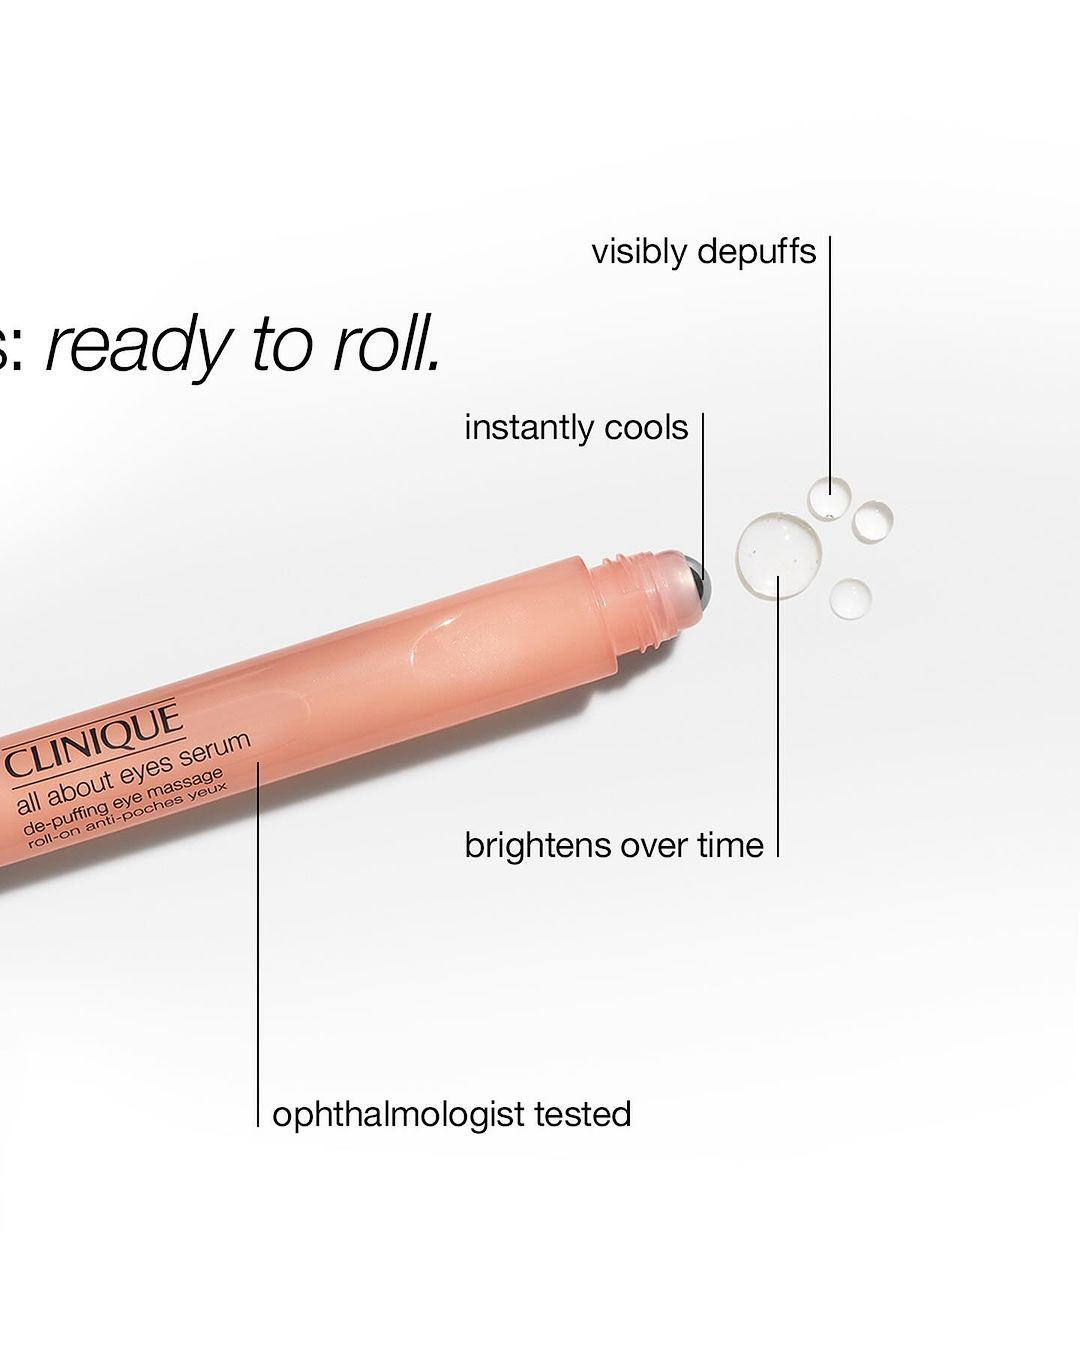 visibly depuffs
s: ready to roll.
instantly cools
CLINIQUE
all about eyes serum
de-puffing eye massage
roll-on anti-poches yeux
brightens over time
ophthalmologist tested